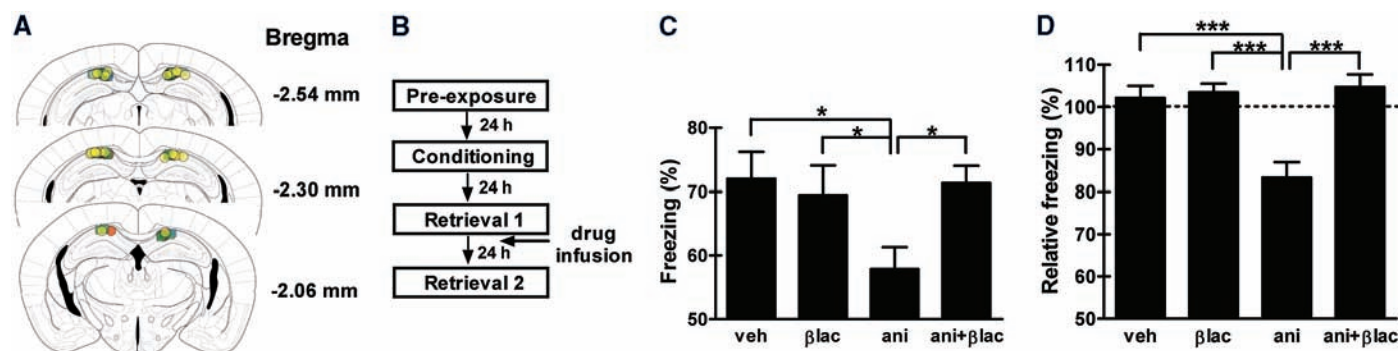 A
Bregma
-2.54 mm
-2.30 mm
-2.06 mm
B
Pre-exposure
24 h
Conditioning
24 h
Retrieval 1
24 h
drug
infusion
Retrieval 2
C
Freezing (%)
80
70
60
50
*
*
*
veh
βlac
ani
ani+βlac
D
Relative freezing (%)
110
100
90
80
70
60
50
***
***
***
veh
βlac
ani
ani+βlac